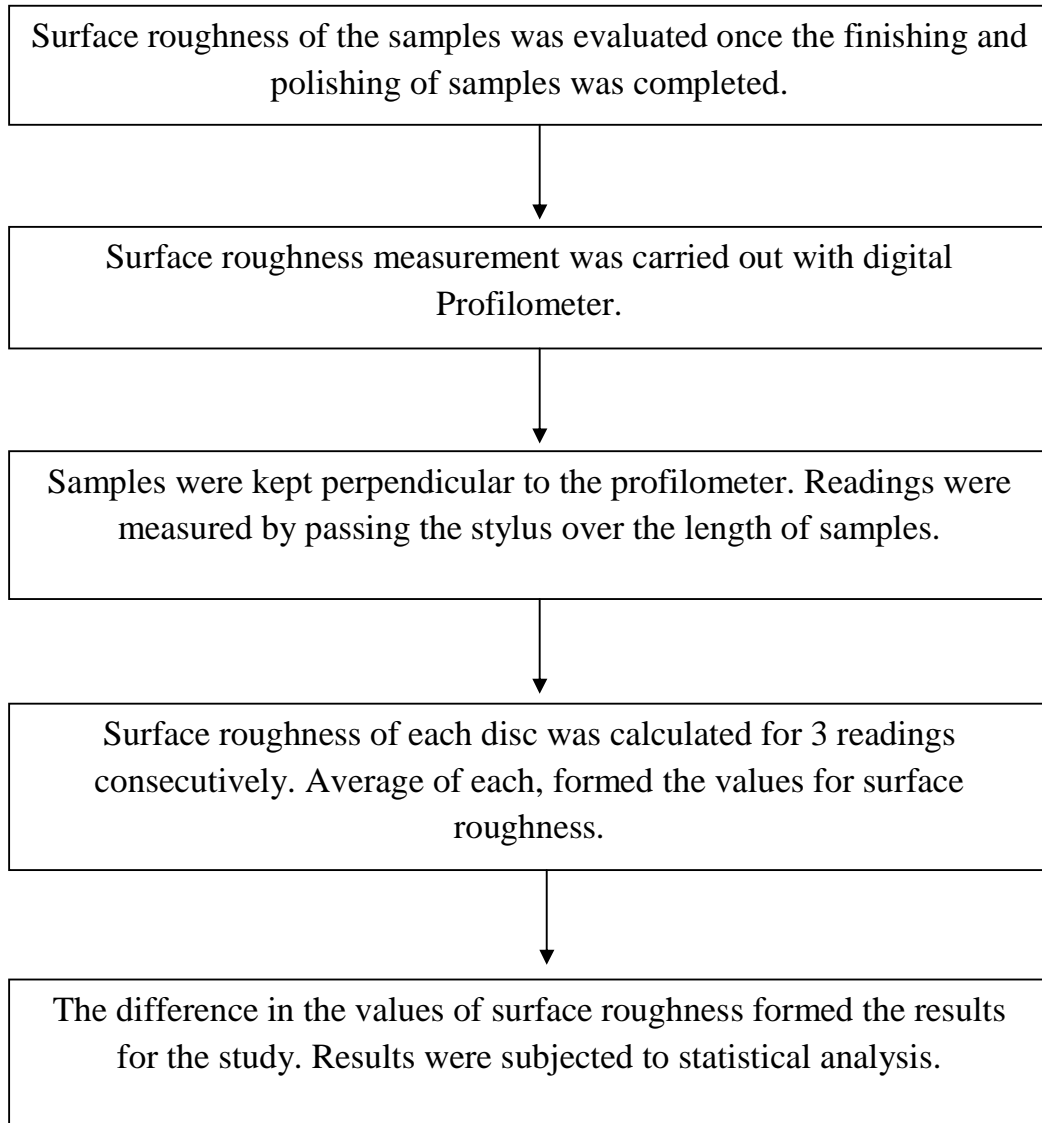 Surface roughness of the samples was evaluated once the finishing and
polishing of samples was completed.
Surface roughness measurement was carried out with digital
Profilometer.
Samples were kept perpendicular to the profilometer. Readings were
measured by passing the stylus over the length of samples.
Surface roughness of each disc was calculated for 3 readings
consecutively. Average of each, formed the values for surface
roughness.
The difference in the values of surface roughness formed the results
for the study. Results were subjected to statistical analysis.